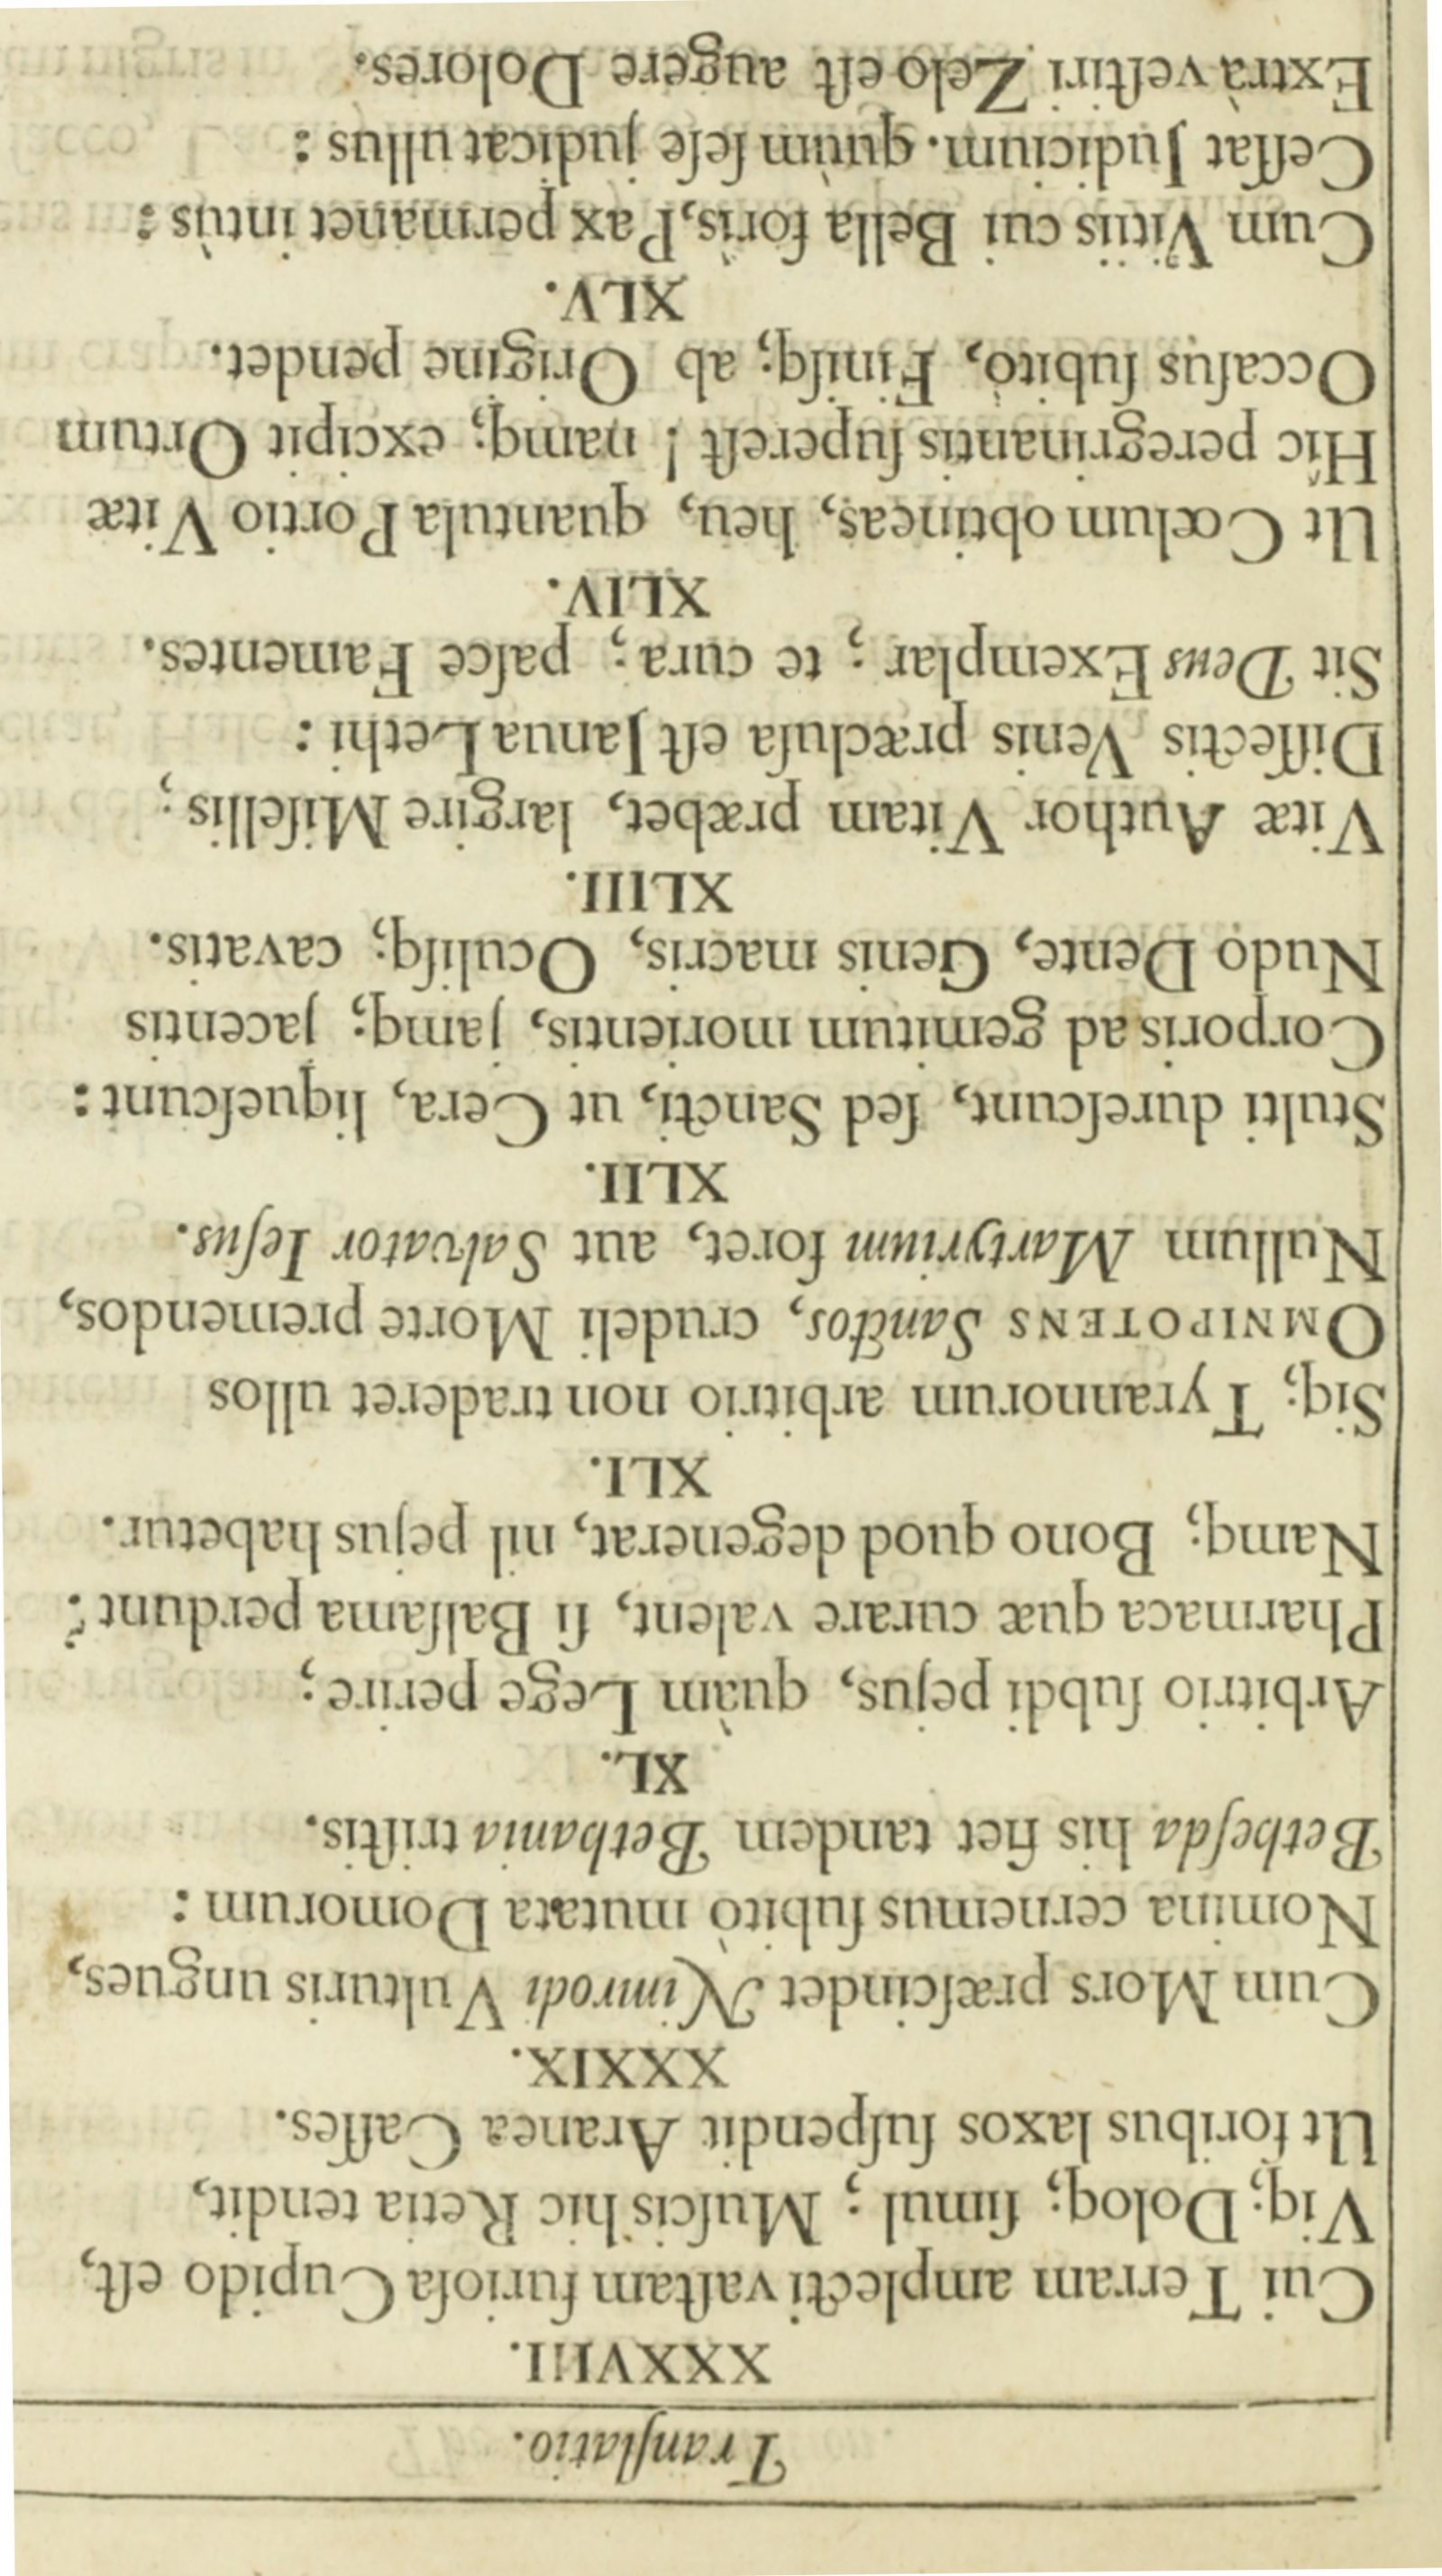 Tranſlatio.
XXXVIII.
Cui Terram amplecti vaſtam furioſa Cupido eſt,
Viq; Doloq; ſimul; Muſcis hic Retia tendit,
Ut foribus laxos ſuſpendit Aranea Caſſes.
XXXIX.
Cum Mors præſcindet Nimrodi Vulturis ungues,
Nomina cernemus ſubitò mutata Domorum:
Bethesda his fiet tandem Bethania triſtis.
XL.
Arbitrio ſubdi pejus, quàm Lege perire;
Pharmaca quæ curare valent, ſi Balſama perdunt?
Namq; Bono quod degenerat, nil pejus habetur.
XLI.
Siq; Tyrannorum arbitrio non traderet ullos
OMNIPOTENS Sanctos, crudeli Morte premendos,
Nullum Martyrium foret, aut Salvator Ieſus.
XLII.
Stulti dureſcunt, ſed Sancti, ut Cera, liqueſcunt:
Corporis ad gemitum morientis, jamq; jacentis
Nudo Dente, Genis macris, Oculiſq; cavatis.
XLIII.
Vitæ Author Vitam præbet, largire Miſellis;
Diſſectis Venis præcluſa eſt Janua Lethi:
Sit Deus Exemplar; te cura; paſce Famentes.
XLIV.
Ut Cœlum obtineas, heu, quantula Portio Vitæ
Hîc peregrinantis ſupereſt! namq; excipit Ortum
Occaſus ſubitò, Finiſq; ab Origine pendet.
XLV.
Cum Vitiis cui Bella foris, Pax permanet intùs:
Ceſſat Judicium. quùm ſeſe judicat ullus:
Extrà veſtiri Zelo eſt augere Dolores.